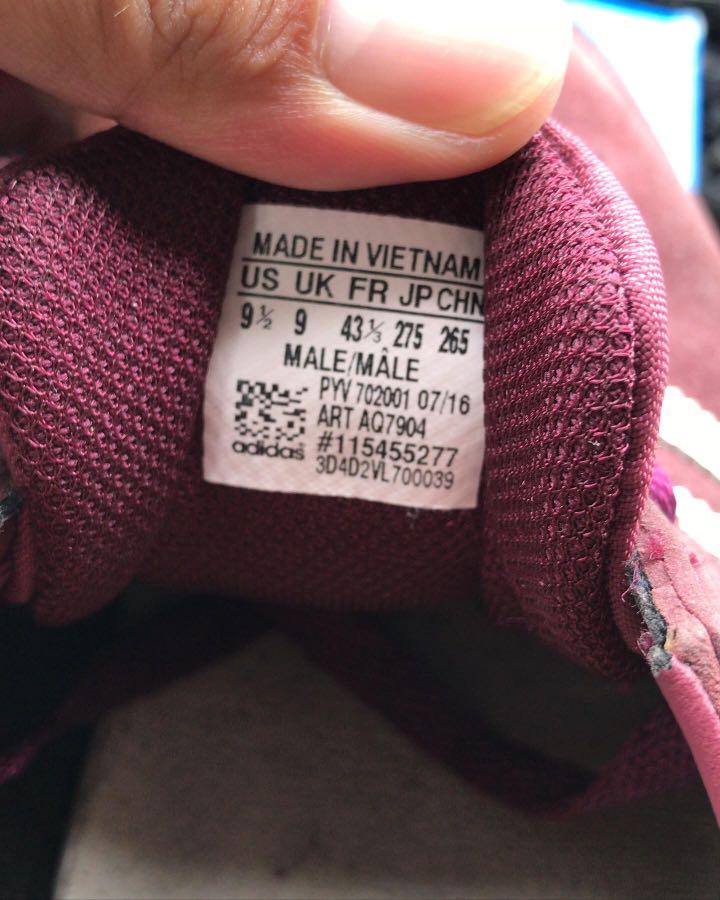 MADE IN VIETNAM
US UK FR JP CHN
9½ 9 43⅓ 275 265
MALE/MÂLE
PYV 702001 07/16
ART AQ7904
#115455277
adidas
3D4D2VL700039